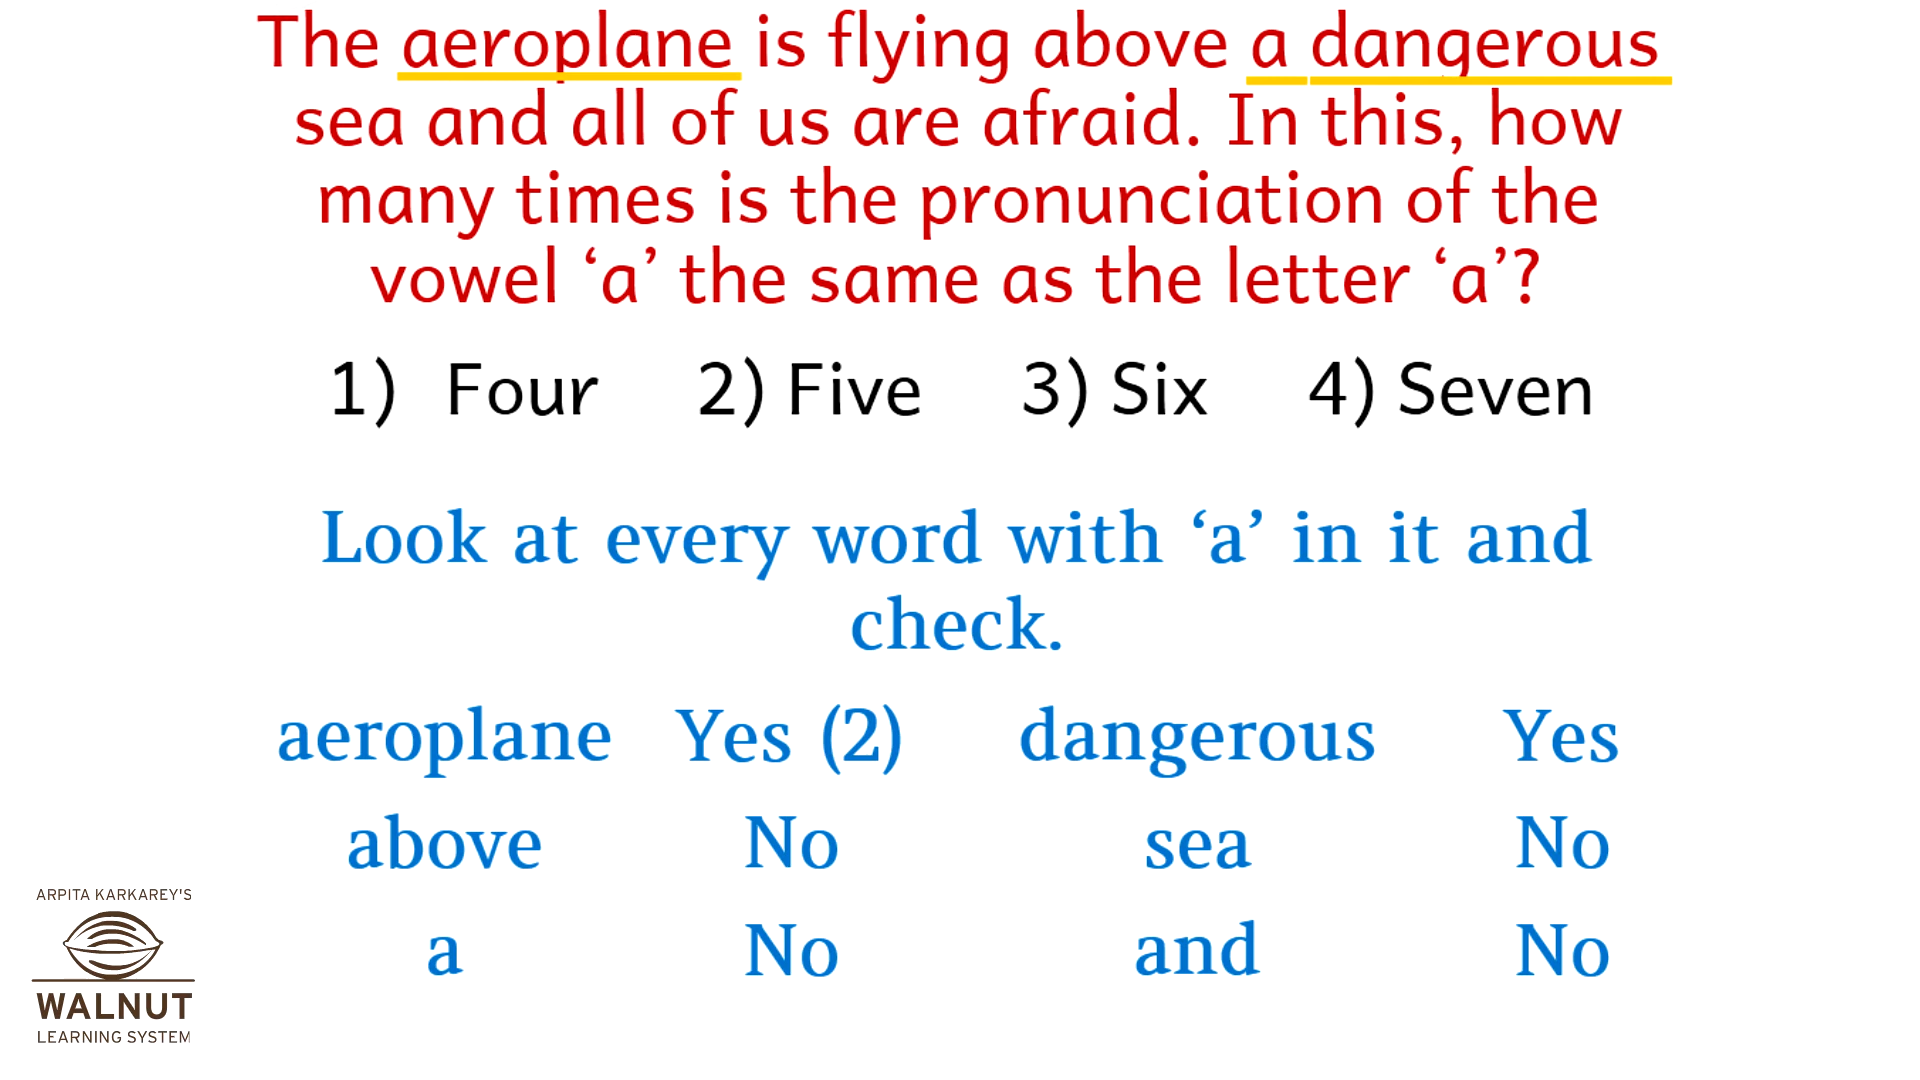 The aeroplane is flying above a dangerous
sea and all of us are afraid. In this, how
many times is the pronunciation of the
vowel ‘a’ the same as the letter ‘a’?
1) Four 2) Five 3) Six 4) Seven
Look at every word with ‘a’ in it and
check.
aeroplane Yes (2) dangerous Yes
above No sea No
a No and No
ARPITA KARKAREY'S
WALNUT
LEARNING SYSTEM